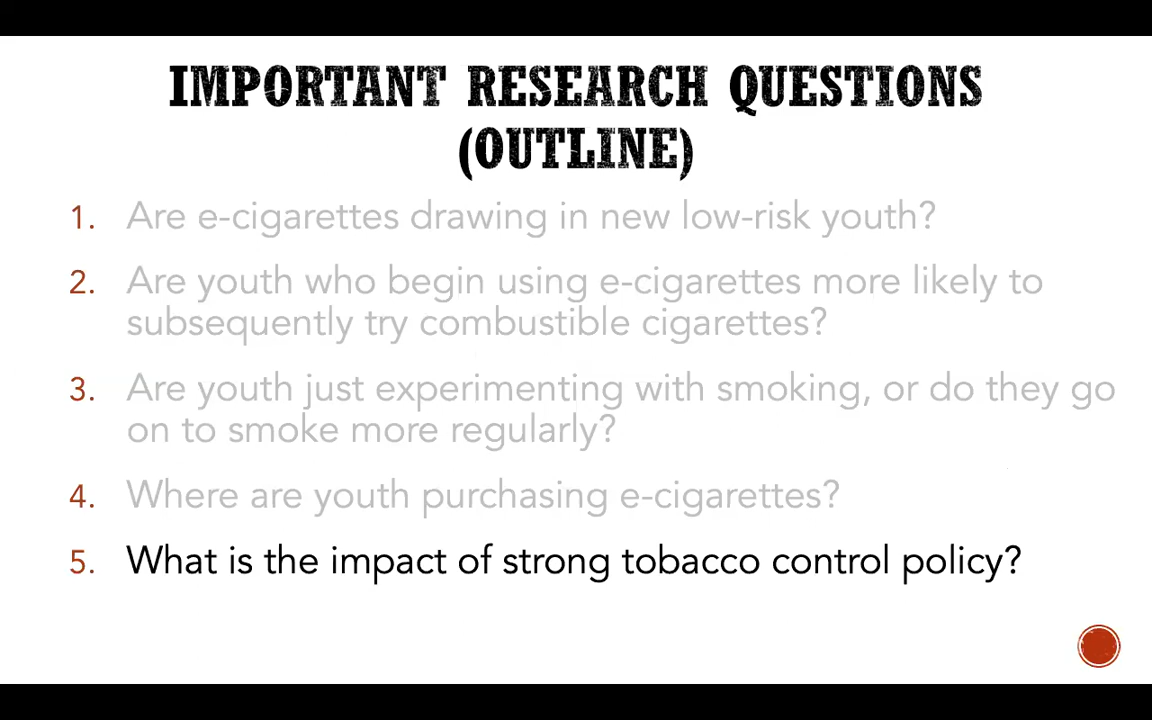 IMPORTANT RESEARCH QUESTIONS
(OUTLINE)
1. Are e-cigarettes drawing in new low-risk youth?
2. Are youth who begin using e-cigarettes more likely to
subsequently try combustible cigarettes?
3. Are youth just experimenting with smoking, or do they go
on to smoke more regularly?
4. Where are youth purchasing e-cigarettes?
5. What is the impact of strong tobacco control policy?